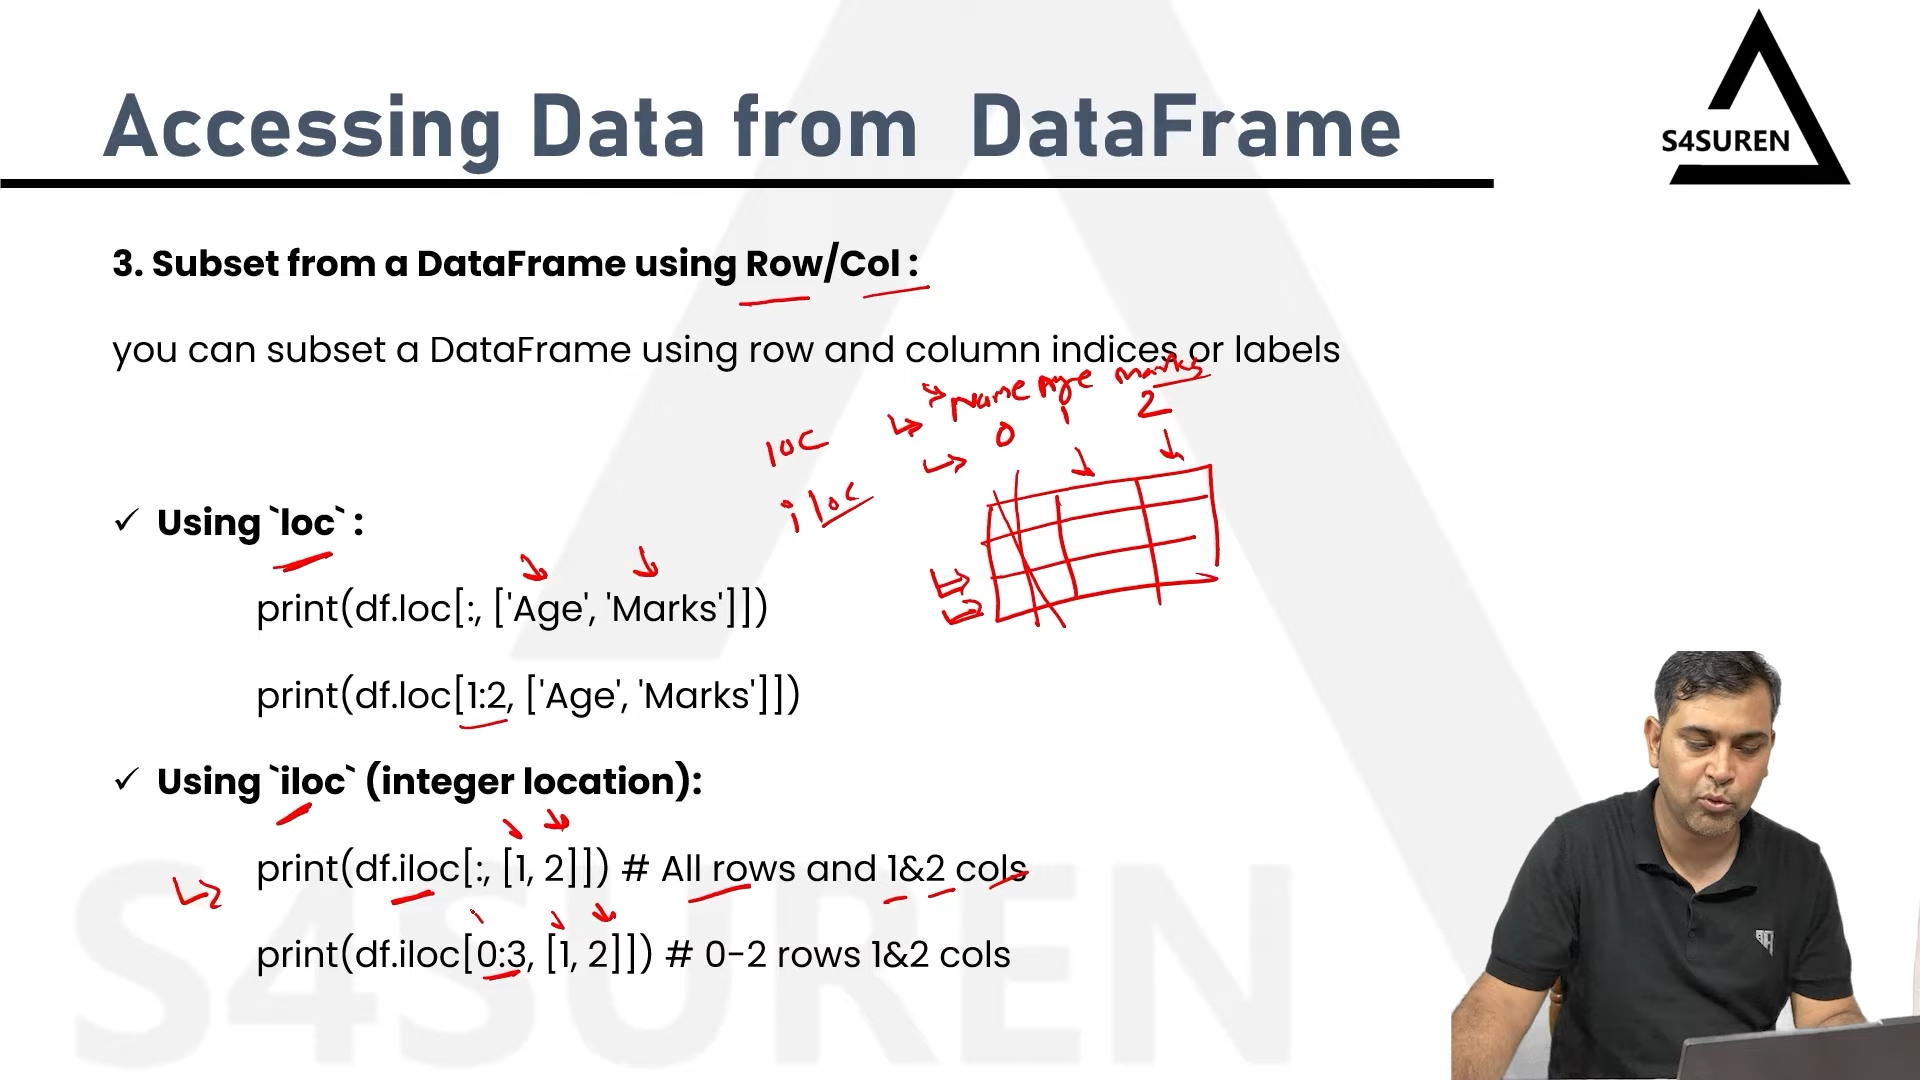 Accessing Data from DataFrame
S4SUREN
3. Subset from a DataFrame using Row/Col :
you can subset a DataFrame using row and column indices or labels
Name Age Marks
0 1 2
loc
iloc
✓ Using `loc` :
print(df.loc[:, ['Age', 'Marks']])
print(df.loc[1:2, ['Age', 'Marks']])
✓ Using `iloc` (integer location):
print(df.iloc[:, [1, 2]]) # All rows and 1&2 cols
print(df.iloc[0:3, [1, 2]]) # 0-2 rows 1&2 cols
S4SUREN